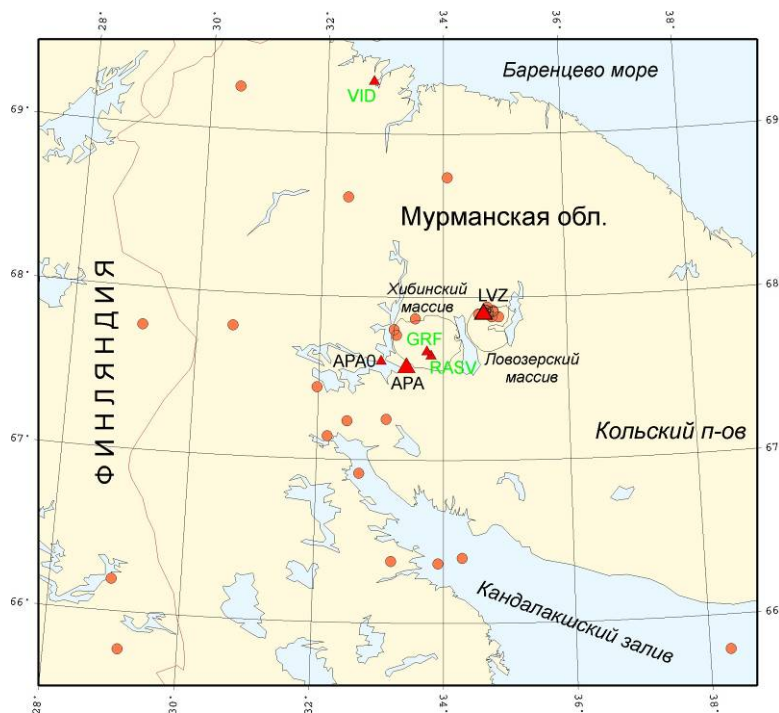 28° 30° 32° 34° 36° 38°
Баренцево море
VID
69° 69°
Мурманская обл.
68° 68°
Хибинский
массив
LVZ
GRF
APA0
RASV
APA
Ловозерский
массив
ФИНЛЯНДИЯ
67° 67°
Кольский п-ов
66° 66°
Кандалакшский залив
28° 30° 32° 34° 36° 38°